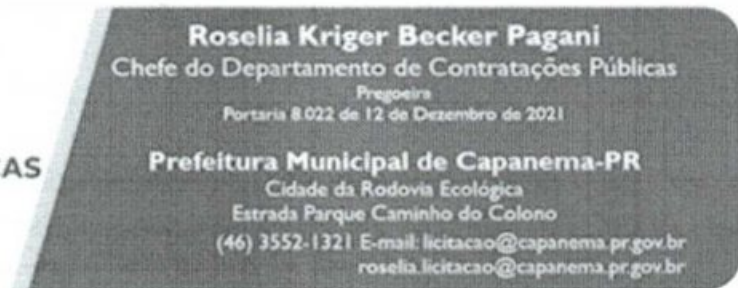 Roselia Kriger Becker Pagani
Chefe do Departamento de Contratações Públicas
Pregoeira
Portaria 8.022 de 12 de Dezembro de 2021
AS
Prefeitura Municipal de Capanema-PR
Cidade da Rodovia Ecológica
Estrada Parque Caminho do Colono
(46) 3552-1321 E-mail: licitacao@capanema.pr.gov.br
roselia.licitacao@capanema.pr.gov.br